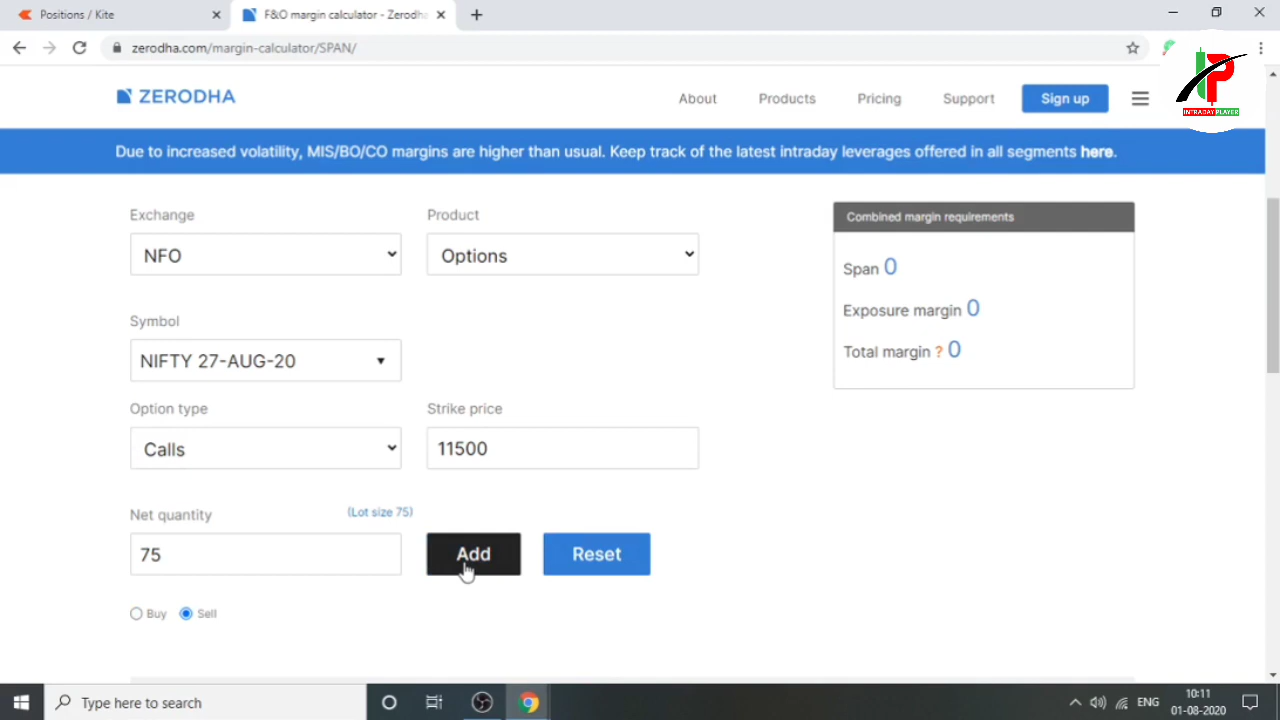 Positions / Kite
F&O margin calculator - Zerodha
zerodha.com/margin-calculator/SPAN/
ZERODHA
About
Products
Pricing
Support
Sign up
IP
INTRADAY PLAYER
Due to increased volatility, MIS/BO/CO margins are higher than usual. Keep track of the latest intraday leverages offered in all segments here.
Exchange
Product
NFO
Options
Combined margin requirements
Span 0
Exposure margin 0
Total margin ? 0
Symbol
NIFTY 27-AUG-20
Option type
Strike price
Calls
11500
Net quantity
(Lot size 75)
75
Add
Reset
Buy
Sell
Type here to search
ENG
10:11
01-08-2020